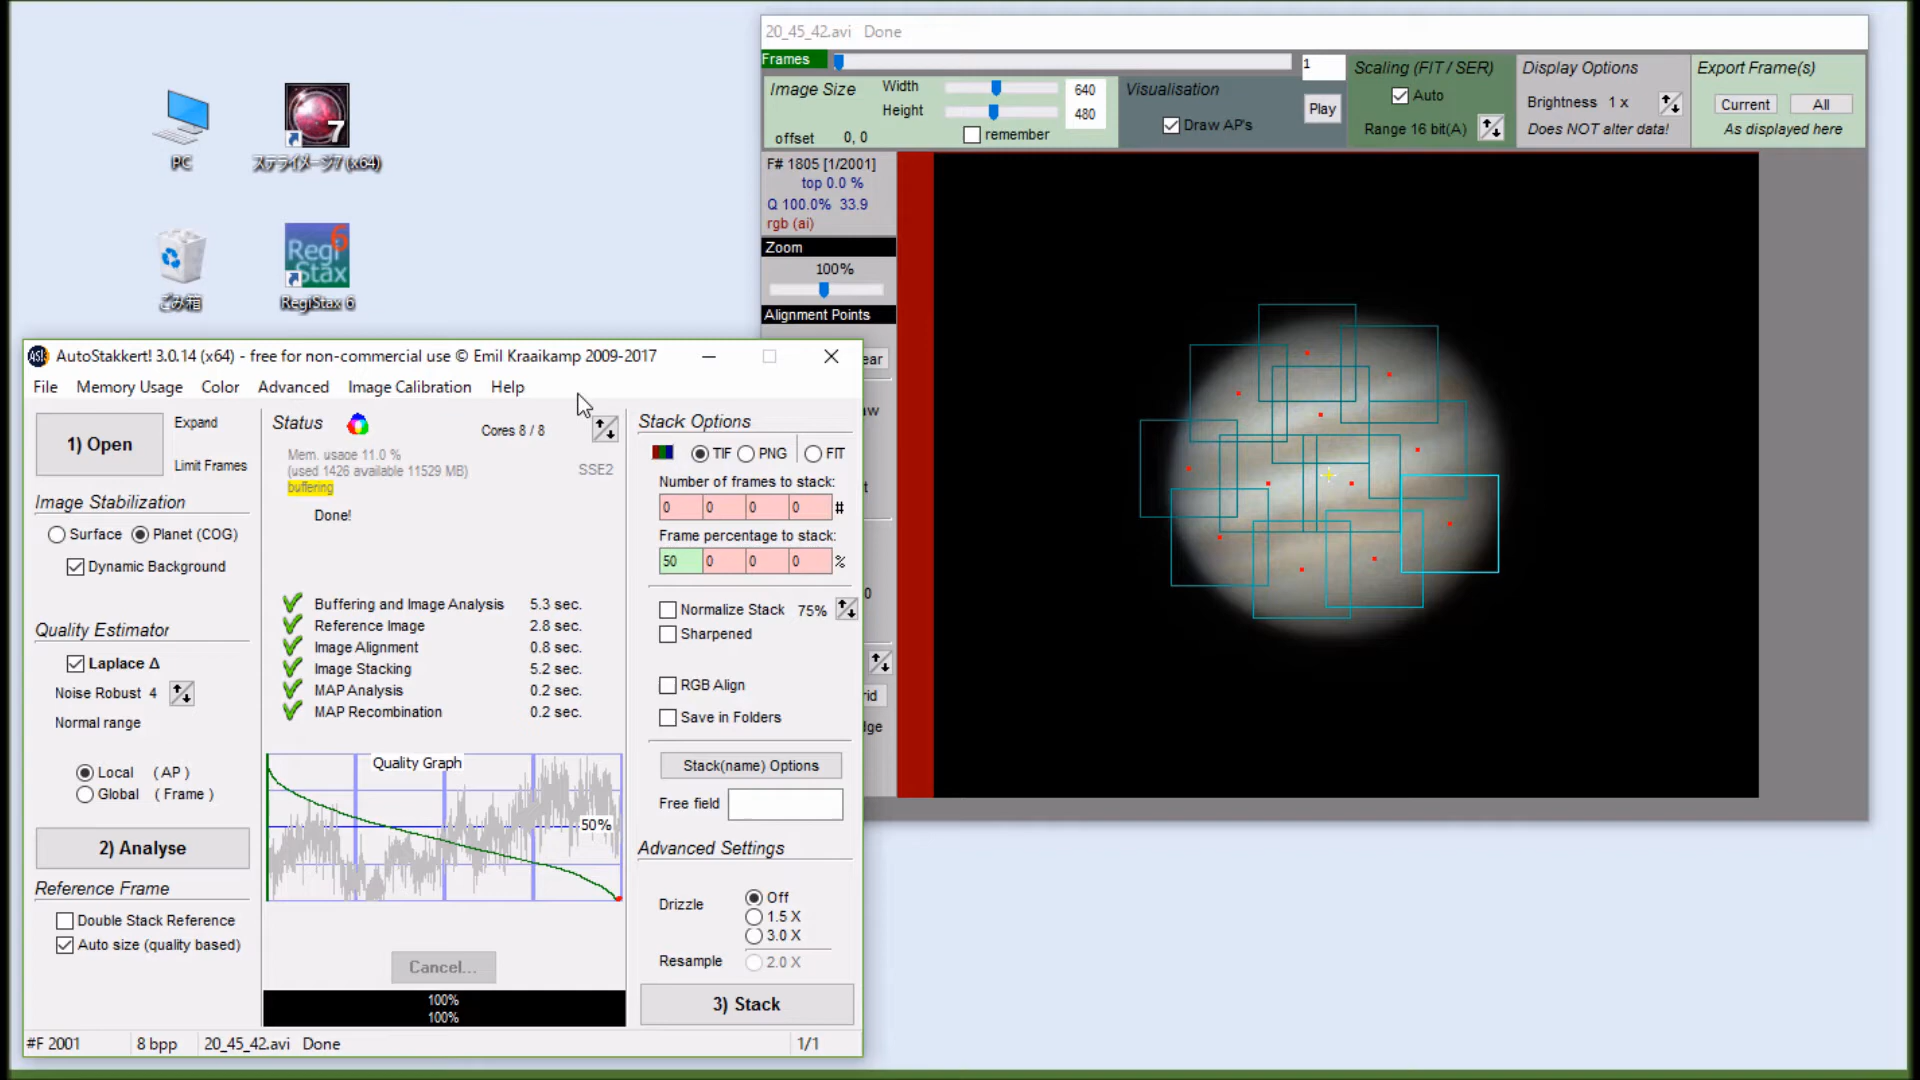 PC
ステライメージ7 (x64)
7
ごみ箱
RegiStax 6
Regi
Stax
6
20_45_42.avi Done
Frames
1
Image Size
Width
640
Height
480
offset 0, 0
remember
Visualisation
Draw AP's
Play
Scaling (FIT / SER)
Auto
Range 16 bit(A)
Display Options
Brightness 1 x
Does NOT alter data!
Export Frame(s)
Current
All
As displayed here
F# 1805 [1/2001]
top 0.0 %
Q 100.0% 33.9
rgb (ai)
Zoom
100%
Alignment Points
ear
aw
t
0
rid
dge
AS!
AutoStakkert! 3.0.14 (x64) - free for non-commercial use © Emil Kraaikamp 2009-2017
File Memory Usage Color Advanced Image Calibration Help
1) Open
Expand
Limit Frames
Image Stabilization
Surface
Planet (COG)
Dynamic Background
Quality Estimator
Laplace Δ
Noise Robust 4
Normal range
Local ( AP )
Global ( Frame )
2) Analyse
Reference Frame
Double Stack Reference
Auto size (quality based)
Status
Cores 8 / 8
Mem. usage 11.0 %
(used 1426 available 11529 MB)
SSE2
buffering
Done!
Buffering and Image Analysis 5.3 sec.
Reference Image 2.8 sec.
Image Alignment 0.8 sec.
Image Stacking 5.2 sec.
MAP Analysis 0.2 sec.
MAP Recombination 0.2 sec.
Quality Graph
50%
Cancel...
100%
100%
Stack Options
TIF
PNG
FIT
Number of frames to stack:
0 0 0 0 #
Frame percentage to stack:
50 0 0 0 %
Normalize Stack 75%
Sharpened
RGB Align
Save in Folders
Stack(name) Options
Free field
Advanced Settings
Drizzle
Off
1.5 X
3.0 X
Resample
2.0 X
3) Stack
#F 2001
8 bpp
20_45_42.avi Done
1/1